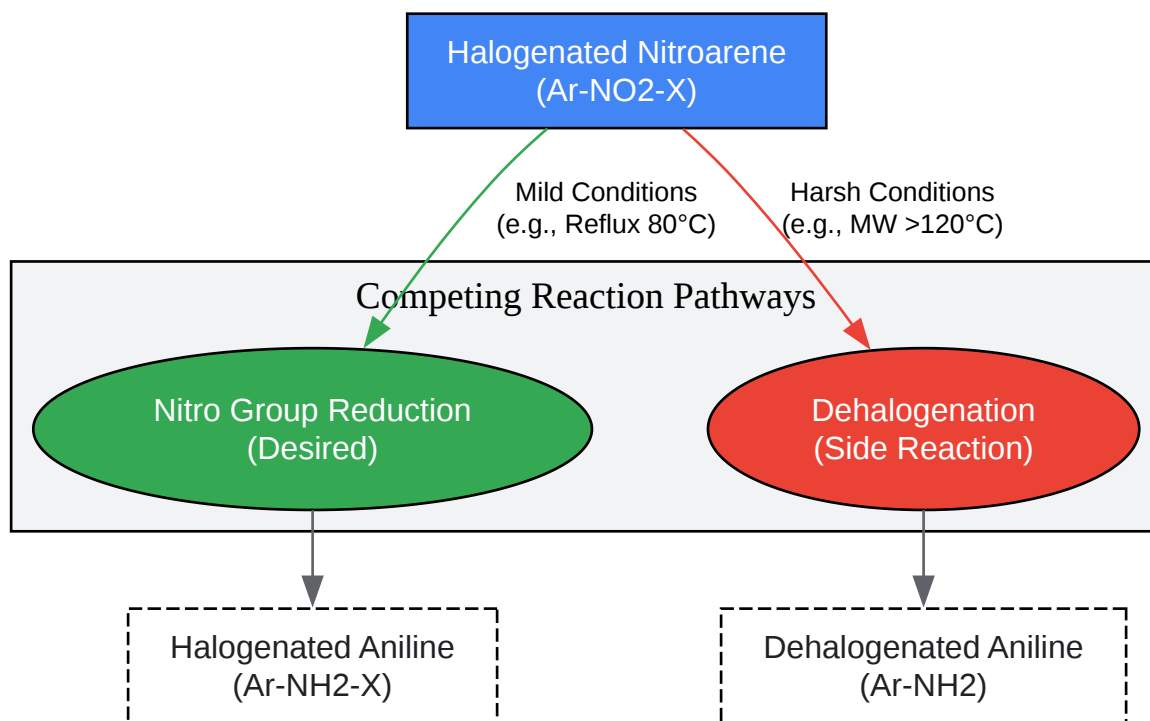 Halogenated Nitroarene
(Ar-NO2-X)
Mild Conditions
(e.g., Reflux 80°C)
Harsh Conditions
(e.g., MW >120°C)
Competing Reaction Pathways
Nitro Group Reduction
(Desired)
Dehalogenation
(Side Reaction)
Halogenated Aniline
(Ar-NH2-X)
Dehalogenated Aniline
(Ar-NH2)